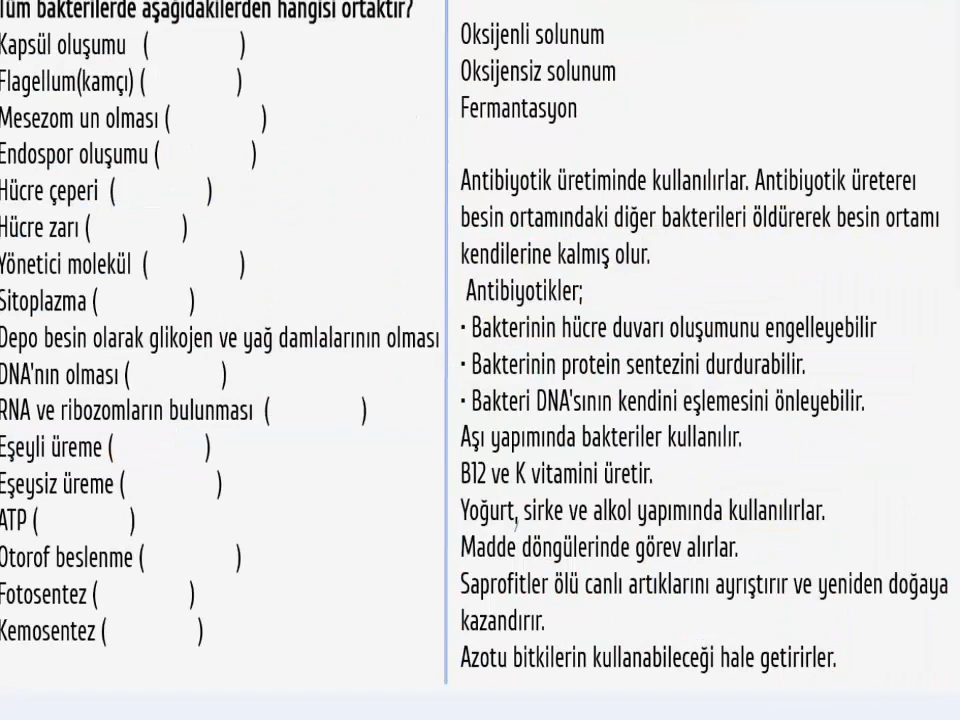 Tüm bakterilerde aşağıdakilerden hangisi ortaktır?
Kapsül oluşumu ( )
Flagellum(kamçı) ( )
Mesezom un olması ( )
Endospor oluşumu ( )
Hücre çeperi ( )
Hücre zarı ( )
Yönetici molekül ( )
Sitoplazma ( )
Depo besin olarak glikojen ve yağ damlalarının olması
DNA'nın olması ( )
RNA ve ribozomların bulunması ( )
Eşeyli üreme ( )
Eşeysiz üreme ( )
ATP ( )
Otorof beslenme ( )
Fotosentez ( )
Kemosentez ( )
Oksijenli solunum
Oksijensiz solunum
Fermantasyon
Antibiyotik üretiminde kullanılırlar. Antibiyotik
besin ortamındaki diğer bakterileri öldürerek besin ortamı
kendilerine kalmış olur.
Antibiyotikler;
• Bakterinin hücre duvarı oluşumunu engelleyebilir
• Bakterinin protein sentezini durdurabilir.
• Bakteri DNA'sının kendini eşlemesini önleyebilir.
Aşı yapımında bakteriler kullanılır.
B12 ve K vitamini üretir.
Yoğurt, sirke ve alkol yapımında kullanılırlar.
Madde döngülerinde görev alırlar.
Saprofitler ölü canlı artıklarını ayrıştırır ve yeniden doğaya
kazandırır.
Azotu bitkilerin kullanabileceği hale getirirler.